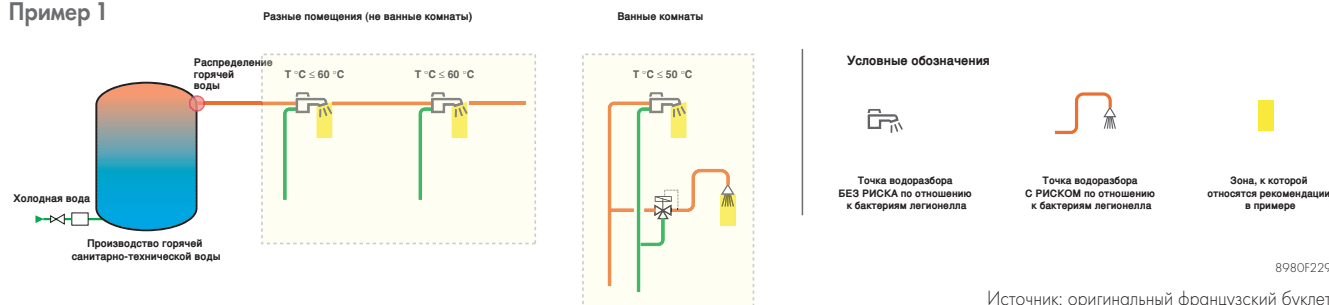 Пример 1
Разные помещения (не ванные комнаты)
Ванные комнаты
Распределение
горячей
воды
T °C ≤ 60 °C
T °C ≤ 60 °C
T °C ≤ 50 °C
Холодная вода
Производство горячей
санитарно-технической воды
Условные обозначения
Точка водоразбора
БЕЗ РИСКА по отношению
к бактериям легионелла
Точка водоразбора
С РИСКОМ по отношению
к бактериям легионелла
Зона, к которой
относятся рекомендации
в примере
8980F229
Источник: оригинальный французский буклет